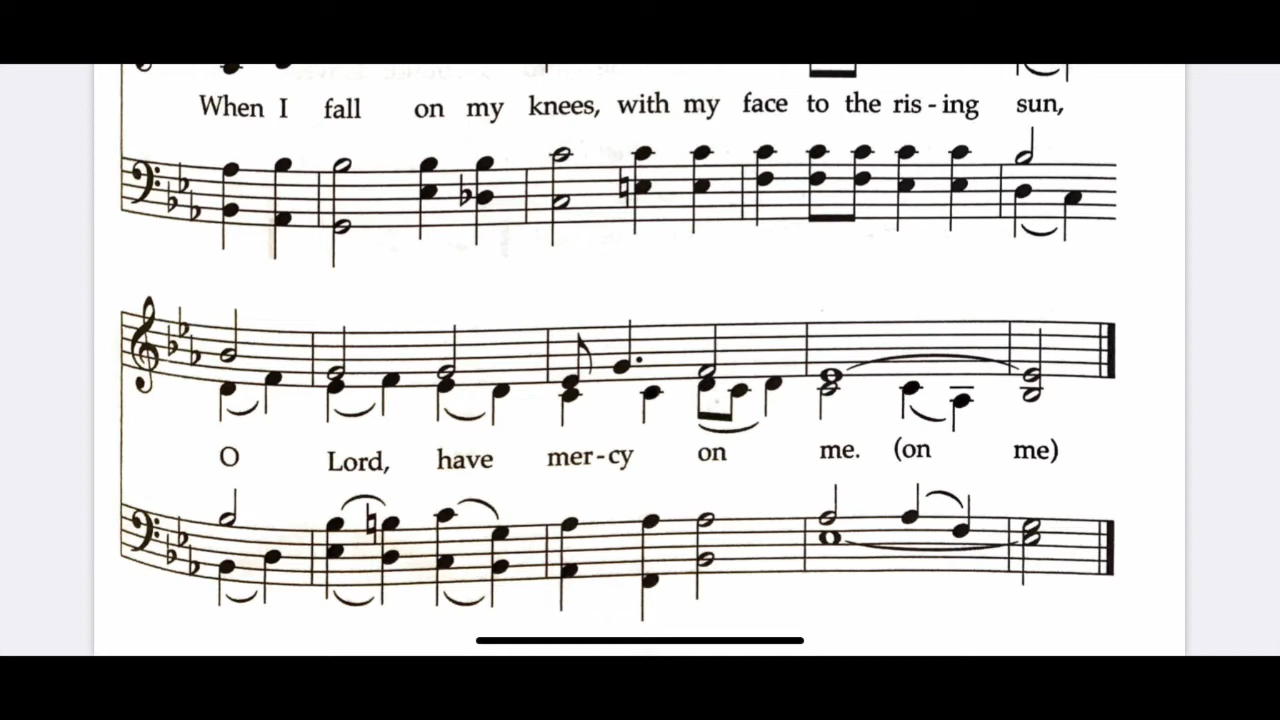 When I fall on my knees, with my face to the ris - ing sun,
O Lord, have mer - cy on me. (on me)